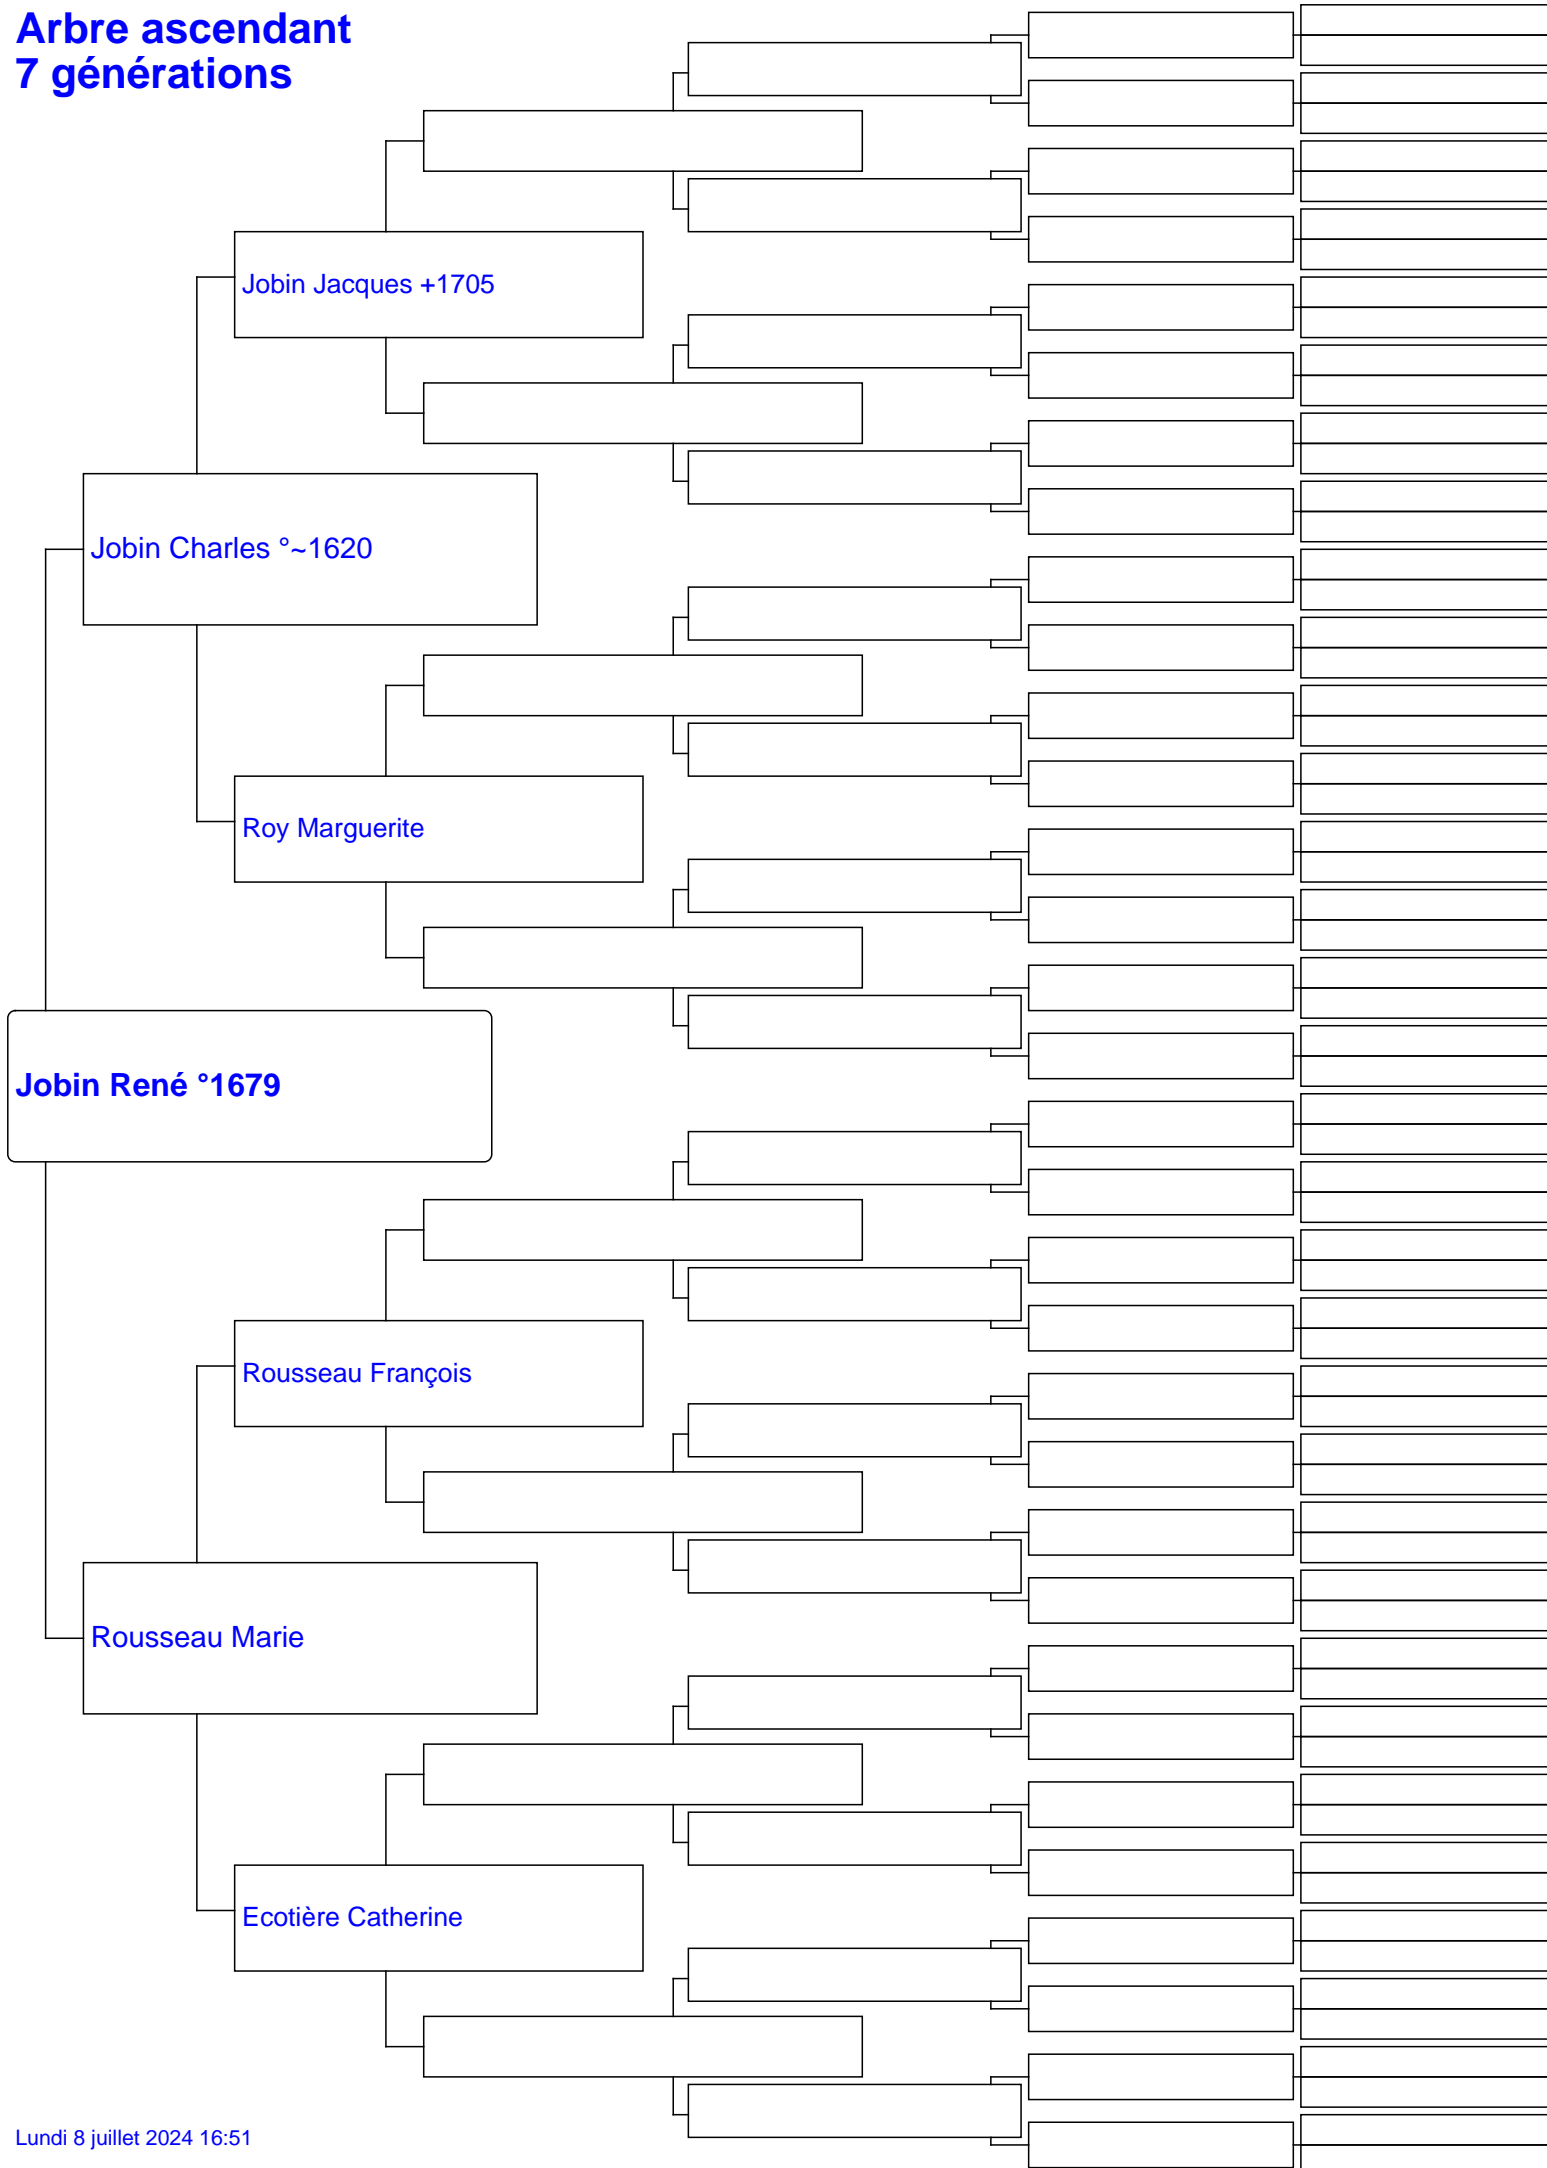 Arbre ascendant
7 générations
Jobin Jacques +1705
Jobin Charles °~1620
Roy Marguerite
Jobin René °1679
Rousseau François
Rousseau Marie
Ecotière Catherine
Lundi 8 juillet 2024 16:51